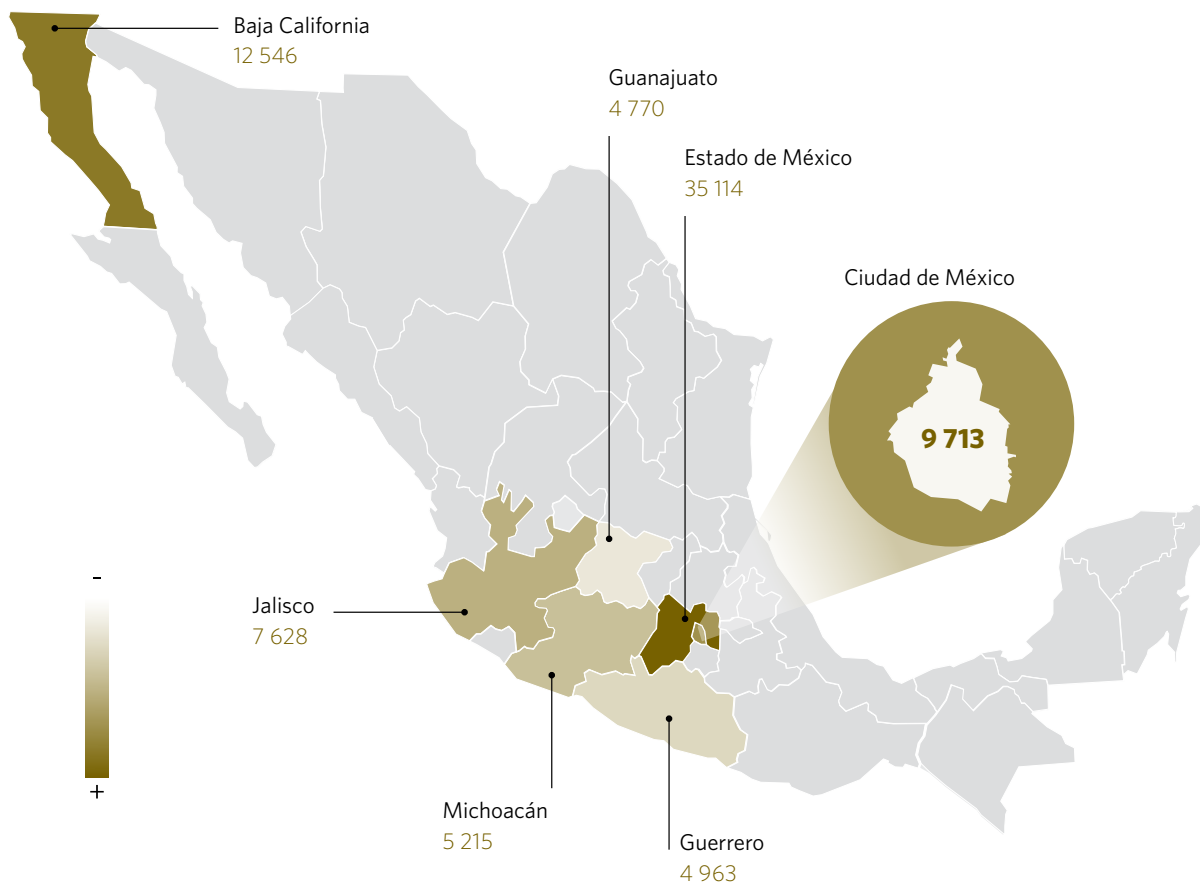 Baja California
12 546
Guanajuato
4 770
Estado de México
35 114
Ciudad de México
9 713
-
+
Jalisco
7 628
Michoacán
5 215
Guerrero
4 963